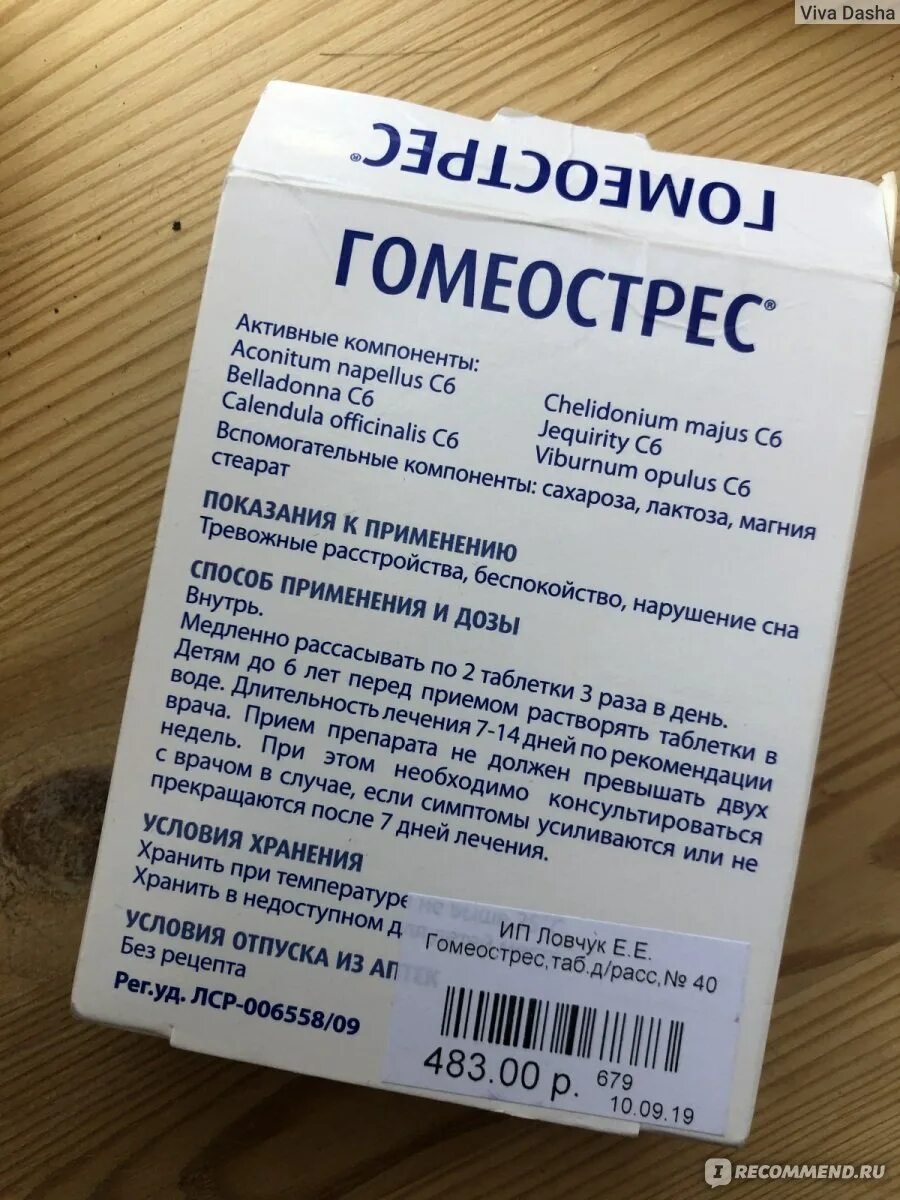 Viva Dasha
ГОМЕОСТРЕС®
ГОМЕОСТРЕС®
Активные компоненты:
Aconitum napellus C6
Belladonna C6
Calendula officinalis C6
Chelidonium majus C6
Jequirity C6
Viburnum opulus C6
Вспомогательные компоненты: сахароза, лактоза, магния
стеарат
ПОКАЗАНИЯ К ПРИМЕНЕНИЮ
Тревожные расстройства, беспокойство, нарушение сна
СПОСОБ ПРИМЕНЕНИЯ И ДОЗЫ
Внутрь.
Медленно рассасывать по 2 таблетки 3 раза в день.
Детям до 6 лет перед приемом растворять таблетки в
воде. Длительность лечения 7-14 дней по рекомендации
врача. Прием препарата не должен превышать двух
недель. При этом необходимо консультироваться
с врачом в случае, если симптомы усиливаются или не
прекращаются после 7 дней лечения.
УСЛОВИЯ ХРАНЕНИЯ
Хранить при температуре не выше
Хранить в недоступном
УСЛОВИЯ ОТПУСКА ИЗ АПТЕК
Без рецепта
Рег.уд. ЛСР-006558/09
ИП Ловчук Е.Е.
Гомеострес,таб.д/расс,№ 40
483.00 р.
679
10.09.19
IRECOMMEND.RU